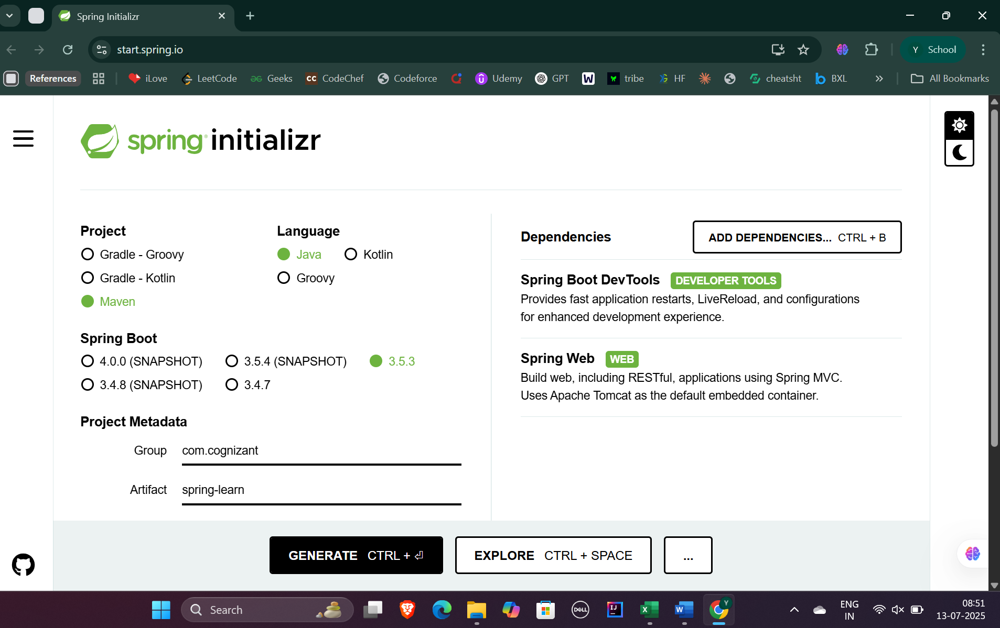 Spring Initializr
start.spring.io
Y School
References
iLove
LeetCode
Geeks
CC CodeChef
Codeforce
Udemy
GPT
W
tribe
HF
cheatsht
BXL
»
All Bookmarks
spring initializr
Project
Gradle - Groovy
Gradle - Kotlin
Maven
Language
Java
Kotlin
Groovy
Spring Boot
4.0.0 (SNAPSHOT)
3.5.4 (SNAPSHOT)
3.5.3
3.4.8 (SNAPSHOT)
3.4.7
Project Metadata
Group com.cognizant
Artifact spring-learn
Dependencies
ADD DEPENDENCIES... CTRL + B
Spring Boot DevTools DEVELOPER TOOLS
Provides fast application restarts, LiveReload, and configurations
for enhanced development experience.
Spring Web WEB
Build web, including RESTful, applications using Spring MVC.
Uses Apache Tomcat as the default embedded container.
GENERATE CTRL + ⏎
EXPLORE CTRL + SPACE
...
Search
DELL
IJ
X
W
Y
ENG
IN
08:51
13-07-2025